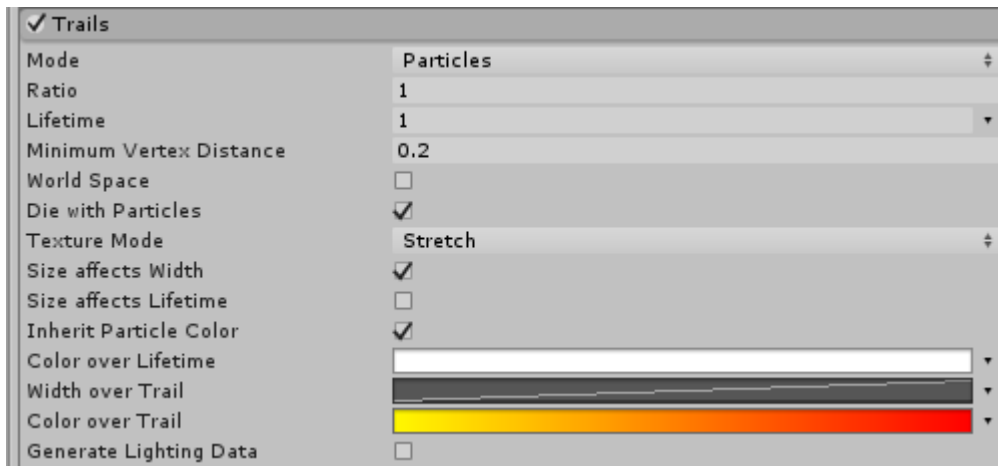 Trails
Mode Particles
Ratio 1
Lifetime 1
Minimum Vertex Distance 0.2
World Space
Die with Particles
Texture Mode Stretch
Size affects Width
Size affects Lifetime
Inherit Particle Color
Color over Lifetime
Width over Trail
Color over Trail
Generate Lighting Data